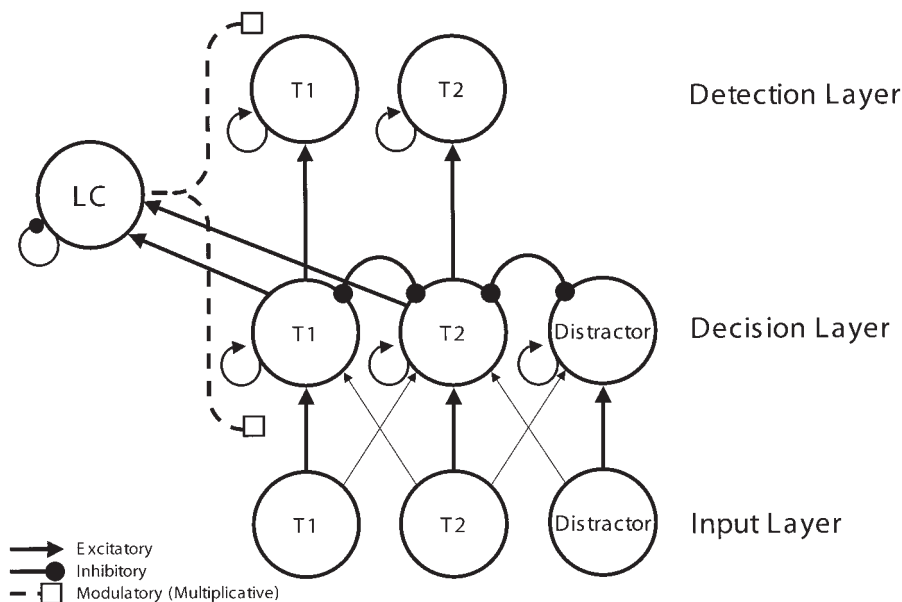 T1 T2 Detection Layer
LC
T1 T2 Distractor Decision Layer
T1 T2 Distractor Input Layer
Excitatory
Inhibitory
Modulatory (Multiplicative)